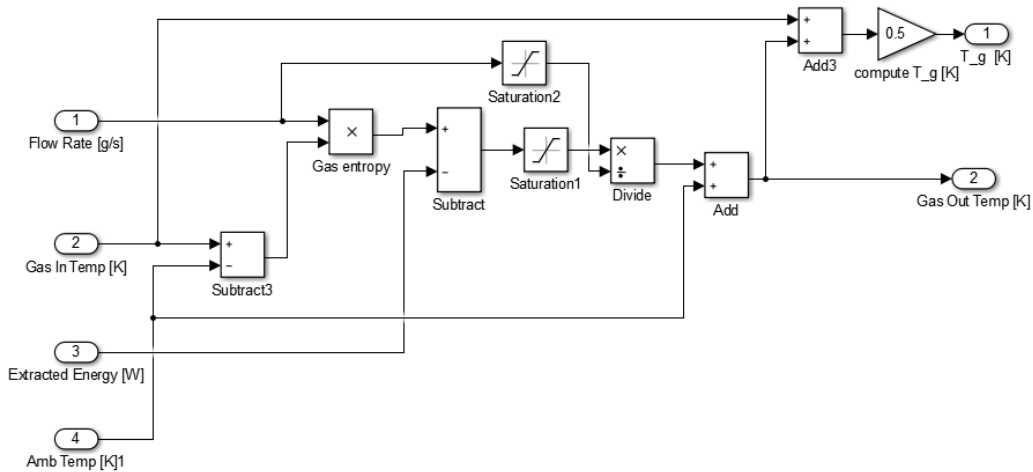 +
+
Add3
0.5
compute T_g [K]
1
T_g [K]
Saturation2
1
Flow Rate [g/s]
×
Gas entropy
+
−
Subtract
Saturation1
×
÷
Divide
+
+
Add
2
Gas Out Temp [K]
2
Gas In Temp [K]
+
−
Subtract3
3
Extracted Energy [W]
4
Amb Temp [K]1